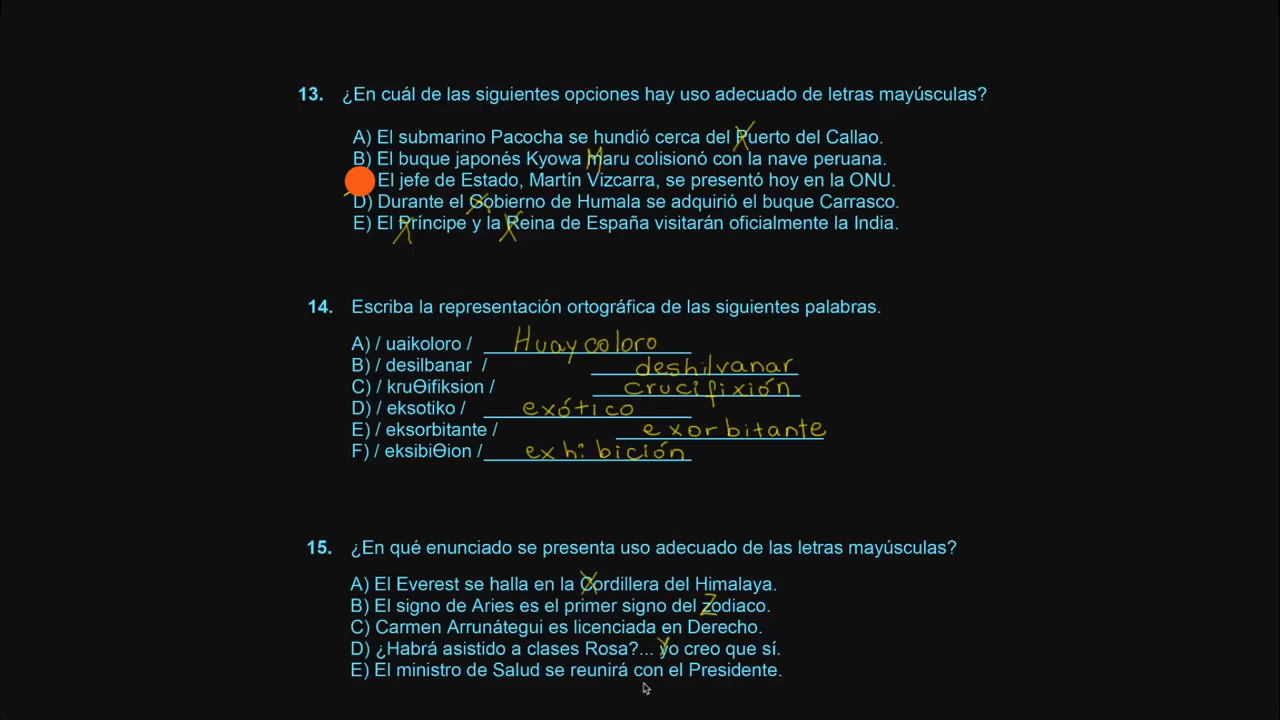 13. ¿En cuál de las siguientes opciones hay uso adecuado de letras mayúsculas?
A) El submarino Pacocha se hundió cerca del Puerto del Callao.
B) El buque japonés Kyowa maru colisionó con la nave peruana.
El jefe de Estado, Martín Vizcarra, se presentó hoy en la ONU.
D) Durante el Gobierno de Humala se adquirió el buque Carrasco.
E) El Príncipe y la Reina de España visitarán oficialmente la India.
14. Escriba la representación ortográfica de las siguientes palabras.
A) / uaikoloro / Huaycoloro
B) / desilbanar / deshilvanar
C) / kruƟifiksion / crucifixión
D) / eksotiko / exótico
E) / eksorbitante / exorbitante
F) / eksibiƟion / exhibición
15. ¿En qué enunciado se presenta uso adecuado de las letras mayúsculas?
A) El Everest se halla en la Cordillera del Himalaya.
B) El signo de Aries es el primer signo del zodiaco.
C) Carmen Arrunátegui es licenciada en Derecho.
D) ¿Habrá asistido a clases Rosa?... yo creo que sí.
E) El ministro de Salud se reunirá con el Presidente.